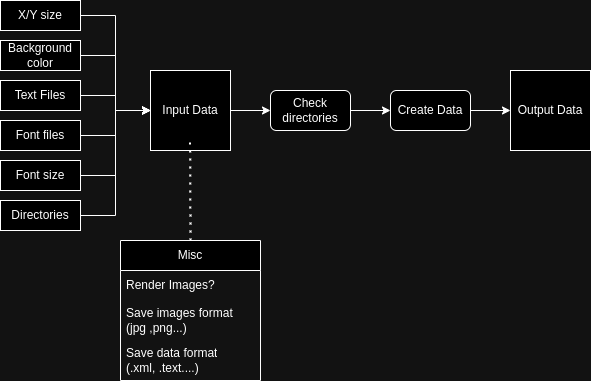 X/Y size
Background
color
Text Files
Font files
Font size
Directories
Input Data
Check
directories
Create Data
Output Data
Misc
Render Images?
Save images format
(jpg ,png...)
Save data format
(.xml, .text....)